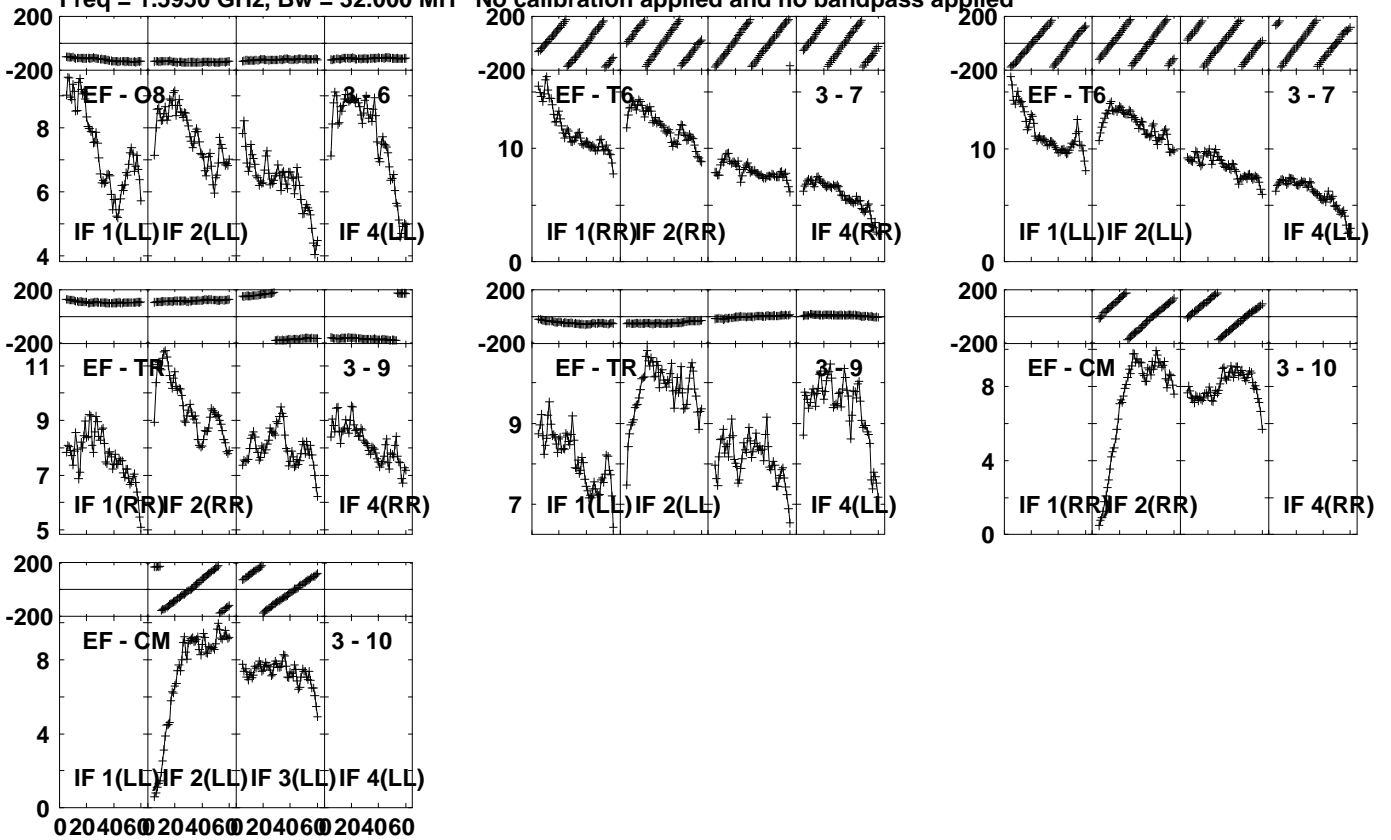 Freq = 1.5950 GHz, Bw = 32.000 MH No calibration applied and no bandpass applied
200
-200
EF - O8
3 - 6
8
6
4
IF 1(LL) IF 2(LL) IF 4(LL)
200
-200
EF - T6
3 - 7
10
0
IF 1(RR) IF 2(RR) IF 4(RR)
200
-200
EF - T6
3 - 7
10
0
IF 1(LL) IF 2(LL) IF 4(LL)
200
-200
EF - TR
3 - 9
11
9
7
5
IF 1(RR) IF 2(RR) IF 4(RR)
200
-200
EF - TR
3 - 9
9
7
IF 1(LL) IF 2(LL) IF 4(LL)
200
-200
EF - CM
3 - 10
8
4
0
IF 1(RR) IF 2(RR) IF 4(RR)
200
-200
EF - CM
3 - 10
8
4
0
IF 1(LL) IF 2(LL) IF 3(LL) IF 4(LL)
0 20 40 60 0 20 40 60 0 20 40 60 0 20 40 60